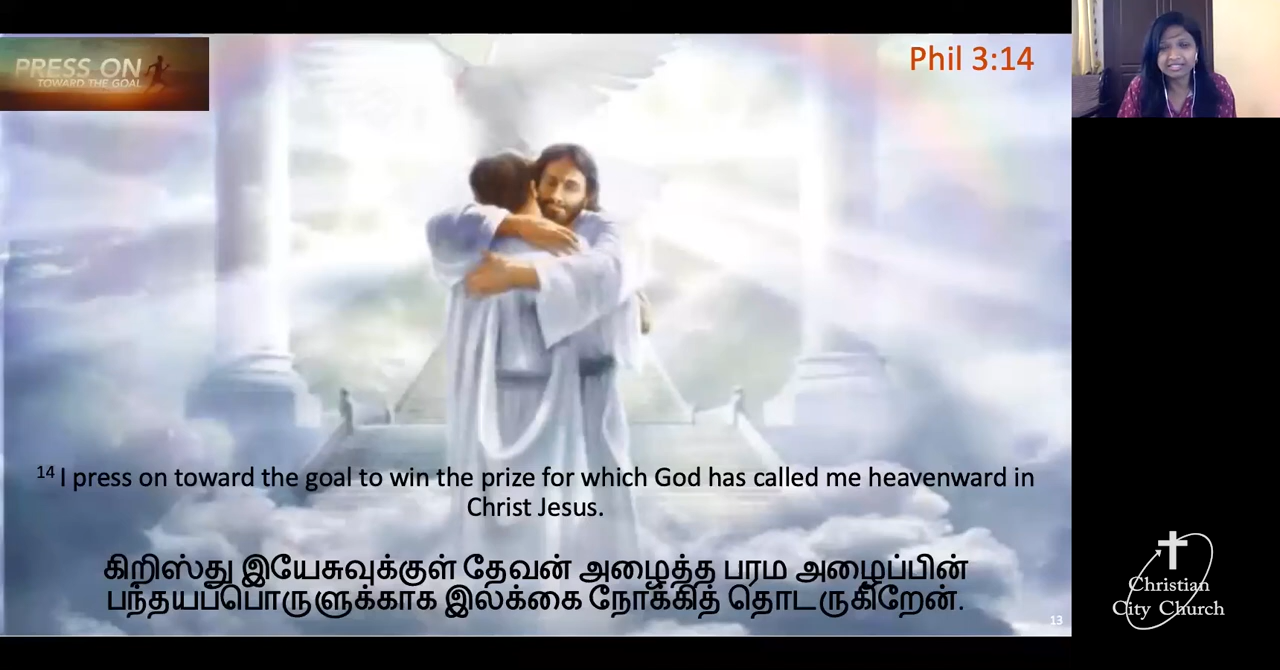 PRESS ON
TOWARD THE GOAL
Phil 3:14
14 I press on toward the goal to win the prize for which God has called me heavenward in
Christ Jesus.
கிறிஸ்து இயேசுவுக்குள் தேவன் அழைத்த பரம அழைப்பின்
பந்தயப்பொருளுக்காக இலக்கை நோக்கித் தொடருகிறேன்.
13
Christian
City Church